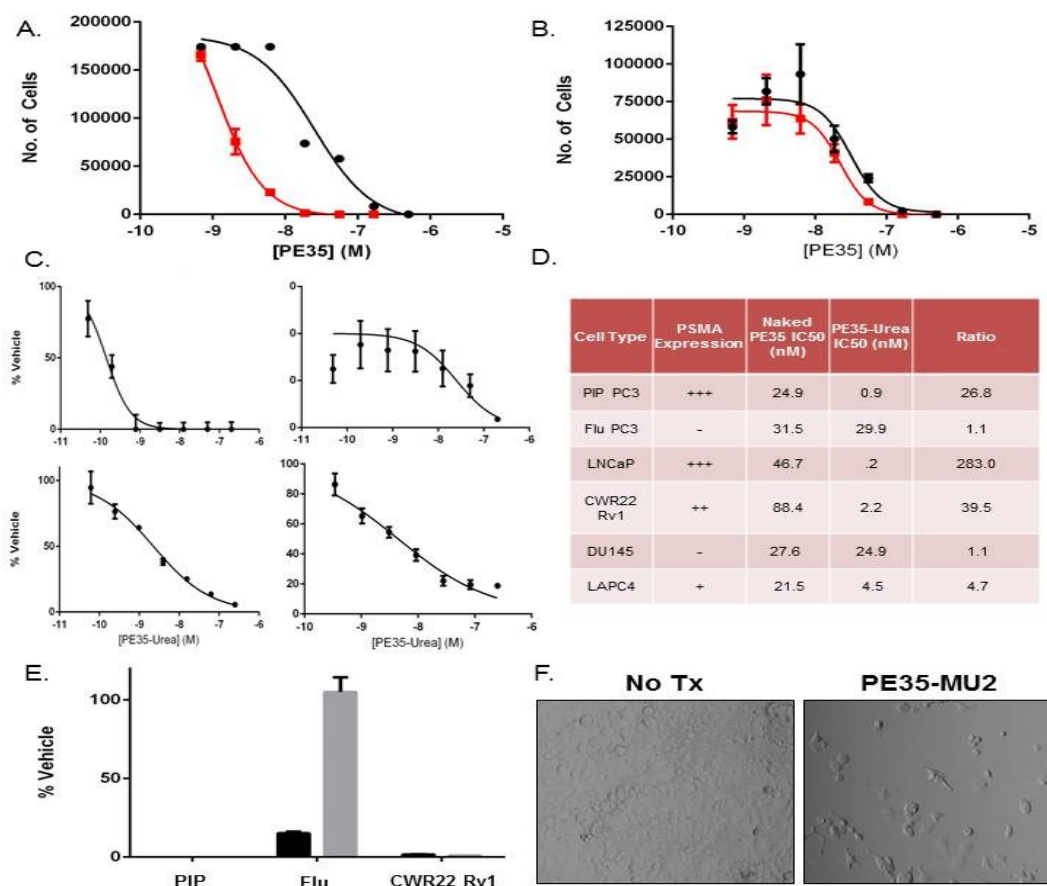 A.
200000
150000
100000
50000
0
No. of Cells
-10 -9 -8 -7 -6 -5
[PE35] (M)
B.
125000
100000
75000
50000
25000
0
No. of Cells
-10 -9 -8 -7 -6 -5
[PE35] (M)
C.
100
50
0
% Vehicle
-11 -10 -9 -8 -7 -6
0
0
0
0
-11 -10 -9 -8 -7 -6
100
50
0
% Vehicle
-11 -10 -9 -8 -7 -6
[PE35-Urea] (M)
100
80
60
40
20
0
-10 -9 -8 -7 -6
[PE35-Urea] (M)
D.
Cell Type PSMA Expression Naked PE35 IC50 (nM) PE35-Urea IC50 (nM) Ratio
PIP PC3 +++ 24.9 0.9 26.8
Flu PC3 - 31.5 29.9 1.1
LNCaP +++ 46.7 .2 283.0
CWR22 Rv1 ++ 88.4 2.2 39.5
DU145 - 27.6 24.9 1.1
LAPC4 + 21.5 4.5 4.7
E.
100
50
0
% Vehicle
PIP Flu CWR22 Rv1
F.
No Tx PE35-MU2